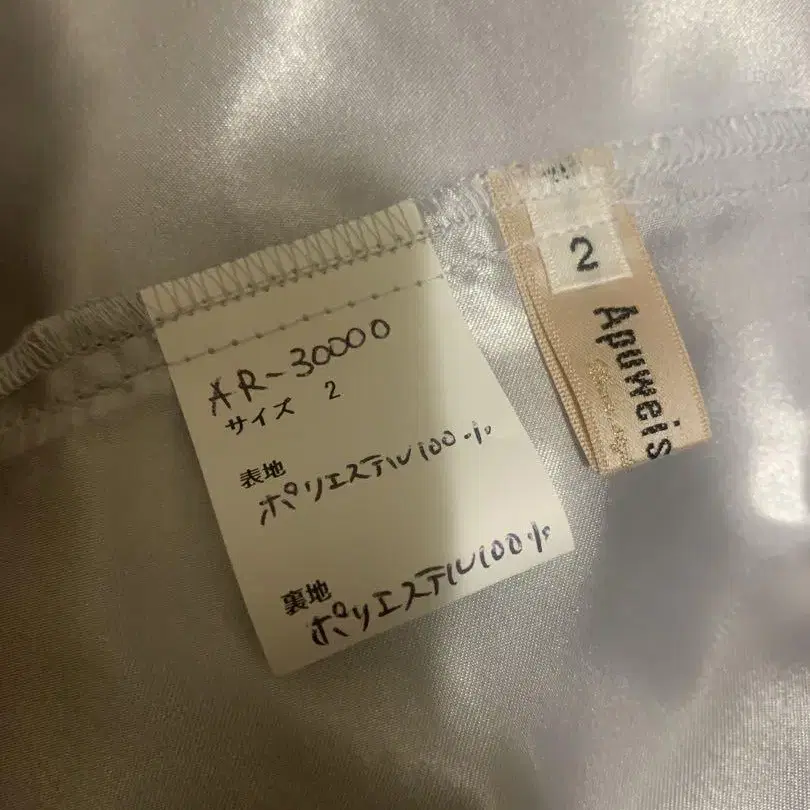 AR-30000
サイズ 2
表地
ポリエステル100%
裏地
ポリエステル100%
2
Apuweis